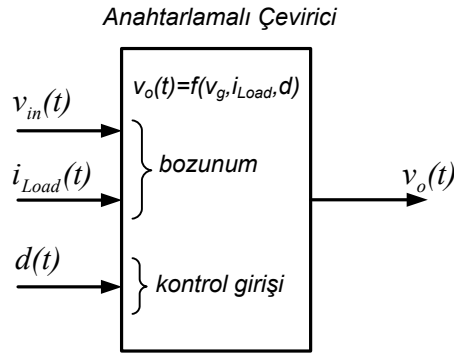 Anahtarlamalı Çevirici
v_o(t)=f(v_g,i_Load,d)
v_in(t)
bozunum
i_Load(t)
v_o(t)
d(t)
kontrol girişi